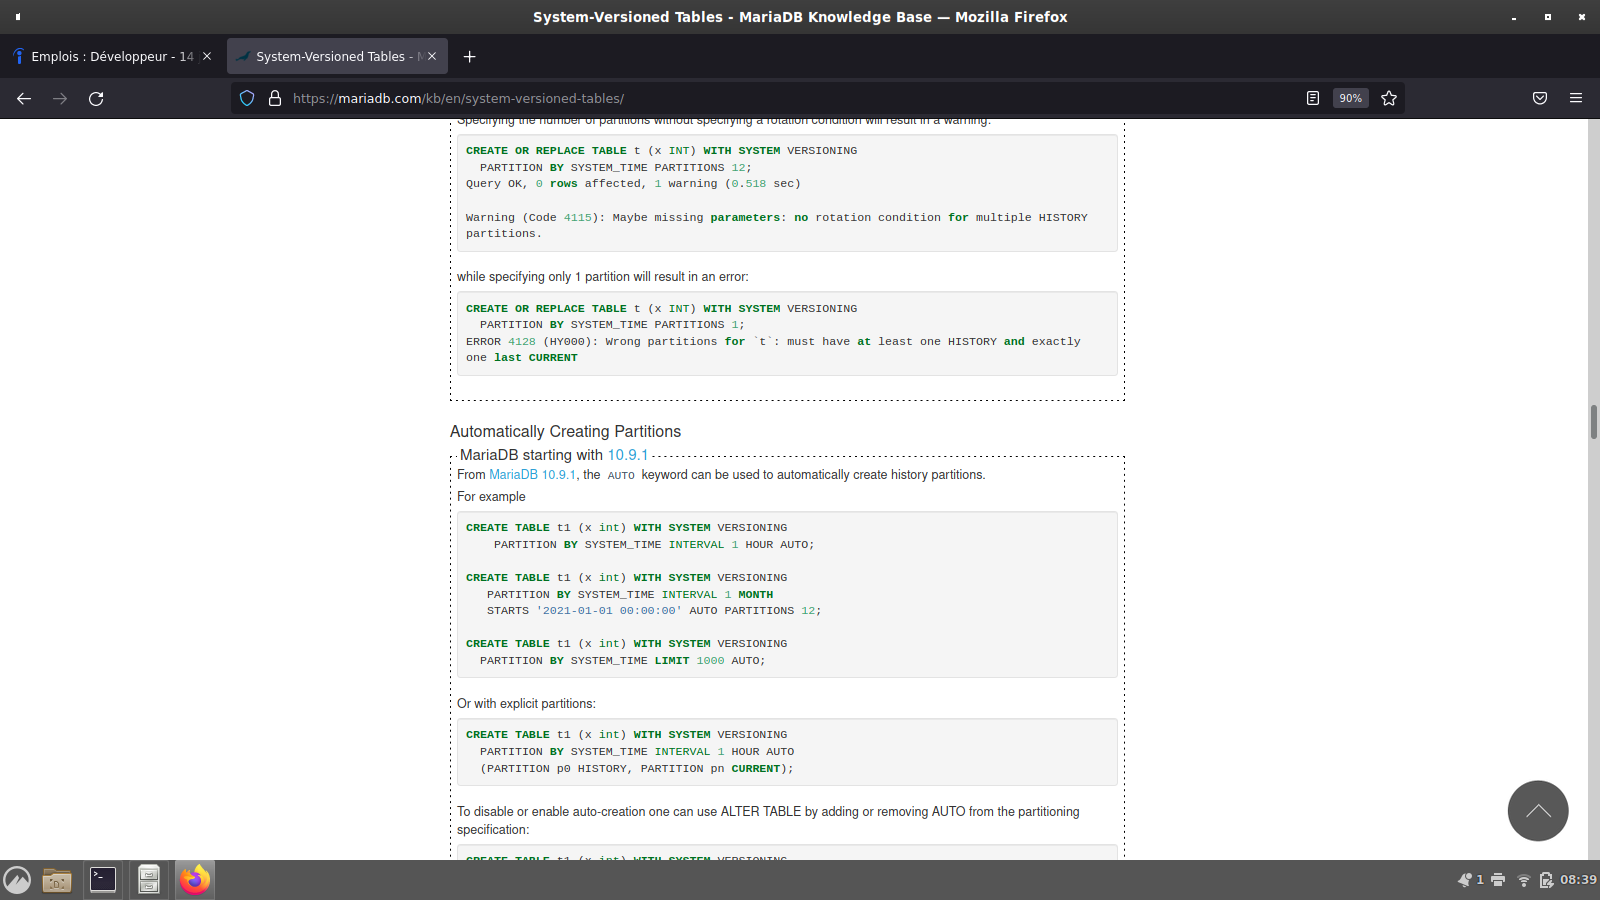 System-Versioned Tables - MariaDB Knowledge Base — Mozilla Firefox
Emplois : Développeur - 14
System-Versioned Tables -
https://mariadb.com/kb/en/system-versioned-tables/
90%
Specifying the number of partitions without specifying a rotation condition will result in a warning:
CREATE OR REPLACE TABLE t (x INT) WITH SYSTEM VERSIONING
PARTITION BY SYSTEM_TIME PARTITIONS 12;
Query OK, 0 rows affected, 1 warning (0.518 sec)
Warning (Code 4115): Maybe missing parameters: no rotation condition for multiple HISTORY
partitions.
while specifying only 1 partition will result in an error:
CREATE OR REPLACE TABLE t (x INT) WITH SYSTEM VERSIONING
PARTITION BY SYSTEM_TIME PARTITIONS 1;
ERROR 4128 (HY000): Wrong partitions for `t`: must have at least one HISTORY and exactly
one last CURRENT
Automatically Creating Partitions
MariaDB starting with 10.9.1
From MariaDB 10.9.1, the AUTO keyword can be used to automatically create history partitions.
For example
CREATE TABLE t1 (x int) WITH SYSTEM VERSIONING
PARTITION BY SYSTEM_TIME INTERVAL 1 HOUR AUTO;
CREATE TABLE t1 (x int) WITH SYSTEM VERSIONING
PARTITION BY SYSTEM_TIME INTERVAL 1 MONTH
STARTS '2021-01-01 00:00:00' AUTO PARTITIONS 12;
CREATE TABLE t1 (x int) WITH SYSTEM VERSIONING
PARTITION BY SYSTEM_TIME LIMIT 1000 AUTO;
Or with explicit partitions:
CREATE TABLE t1 (x int) WITH SYSTEM VERSIONING
PARTITION BY SYSTEM_TIME INTERVAL 1 HOUR AUTO
(PARTITION p0 HISTORY, PARTITION pn CURRENT);
To disable or enable auto-creation one can use ALTER TABLE by adding or removing AUTO from the partitioning
specification:
CREATE TABLE t1 (x int) WITH SYSTEM VERSIONING
1
08:39